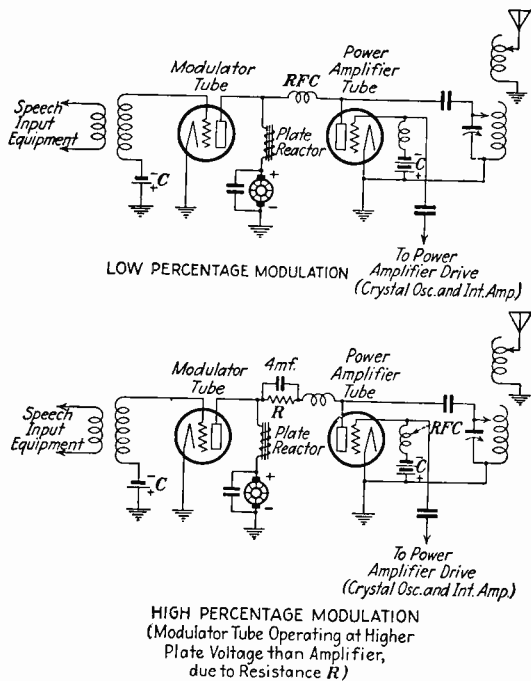 Modulator
Tube
RFC
Power
Amplifier
Tube
Speech
Input
Equipment
Plate
Reactor
+
-
- C
+
- C
+
To Power
Amplifier Drive
(Crystal Osc. and Int. Amp.)
LOW PERCENTAGE MODULATION
Modulator
Tube
4mf.
R
Power
Amplifier
Tube
Speech
Input
Equipment
Plate
Reactor
RFC
+
-
- C
+
- C
+
To Power
Amplifier Drive
(Crystal Osc. and Int. Amp.)
HIGH PERCENTAGE MODULATION
(Modulator Tube Operating at Higher
Plate Voltage than Amplifier,
due to Resistance R)